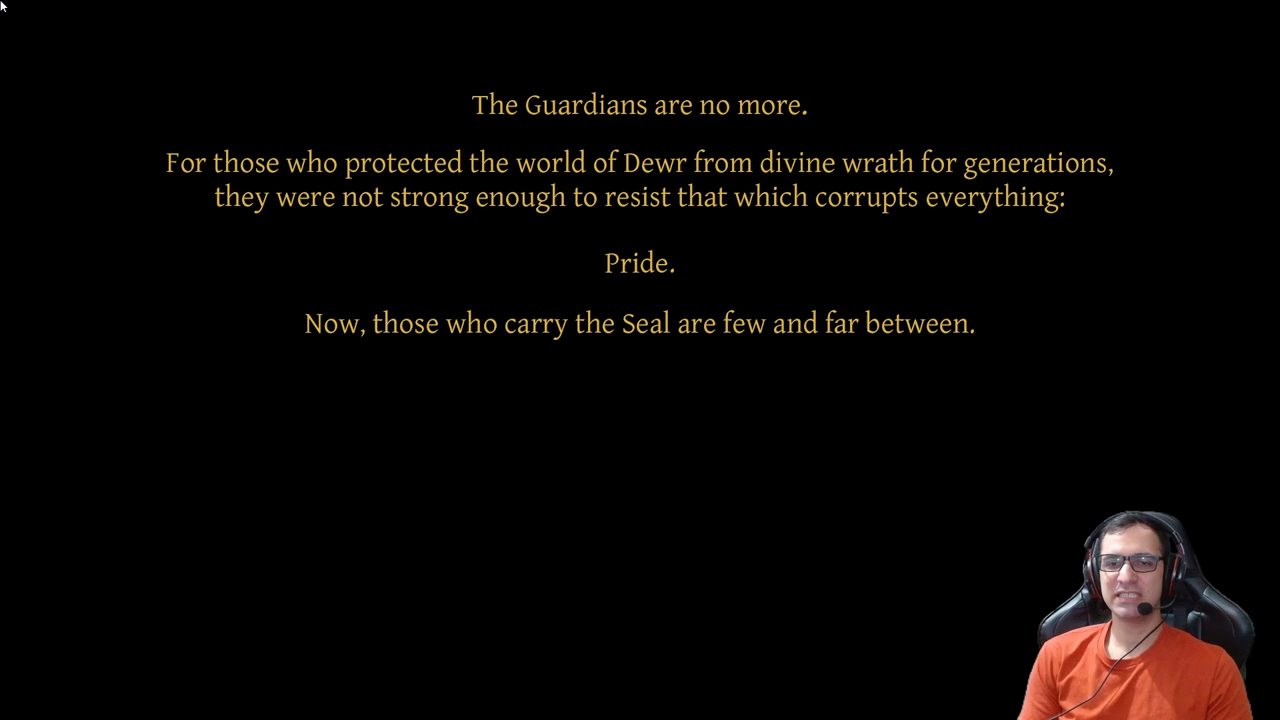 The Guardians are no more.
For those who protected the world of Dewr from divine wrath for generations,
they were not strong enough to resist that which corrupts everything:
Pride.
Now, those who carry the Seal are few and far between.